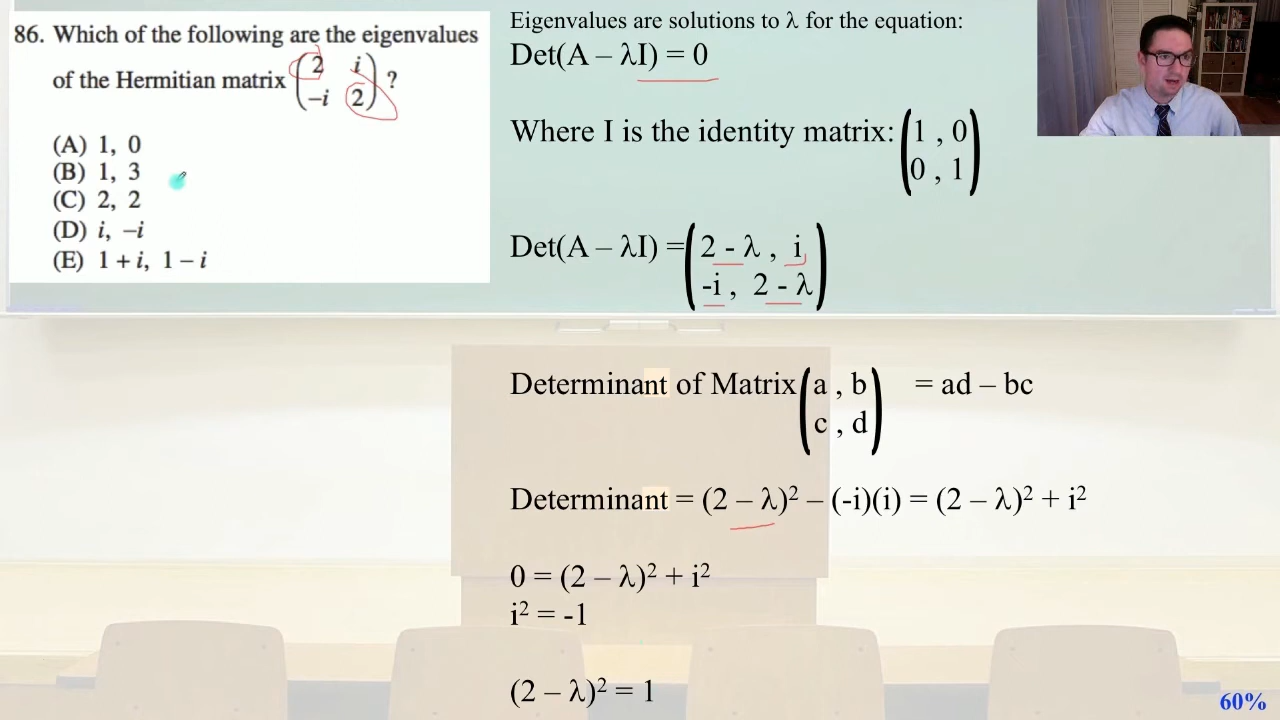 86. Which of the following are the eigenvalues
of the Hermitian matrix (2 i
-i 2) ?
(A) 1, 0
(B) 1, 3
(C) 2, 2
(D) i, −i
(E) 1 + i, 1 − i
Eigenvalues are solutions to λ for the equation:
Det(A – λI) = 0
Where I is the identity matrix: (1 , 0
0 , 1)
Det(A – λI) = (2 - λ , i
-i , 2 - λ)
Determinant of Matrix (a , b = ad – bc
c , d)
Determinant = (2 – λ)² – (-i)(i) = (2 – λ)² + i²
0 = (2 – λ)² + i²
i² = -1
(2 – λ)² = 1
60%